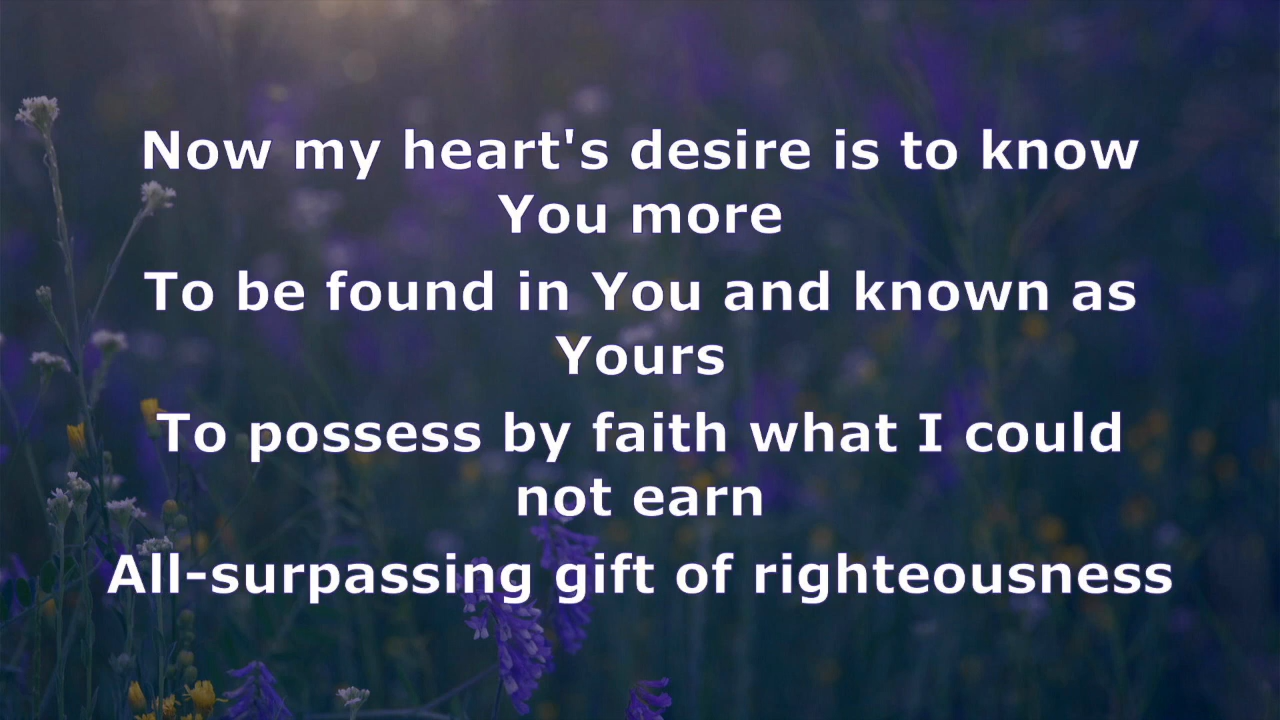 Now my heart's desire is to know
You more
To be found in You and known as
Yours
To possess by faith what I could
not earn
All-surpassing gift of righteousness